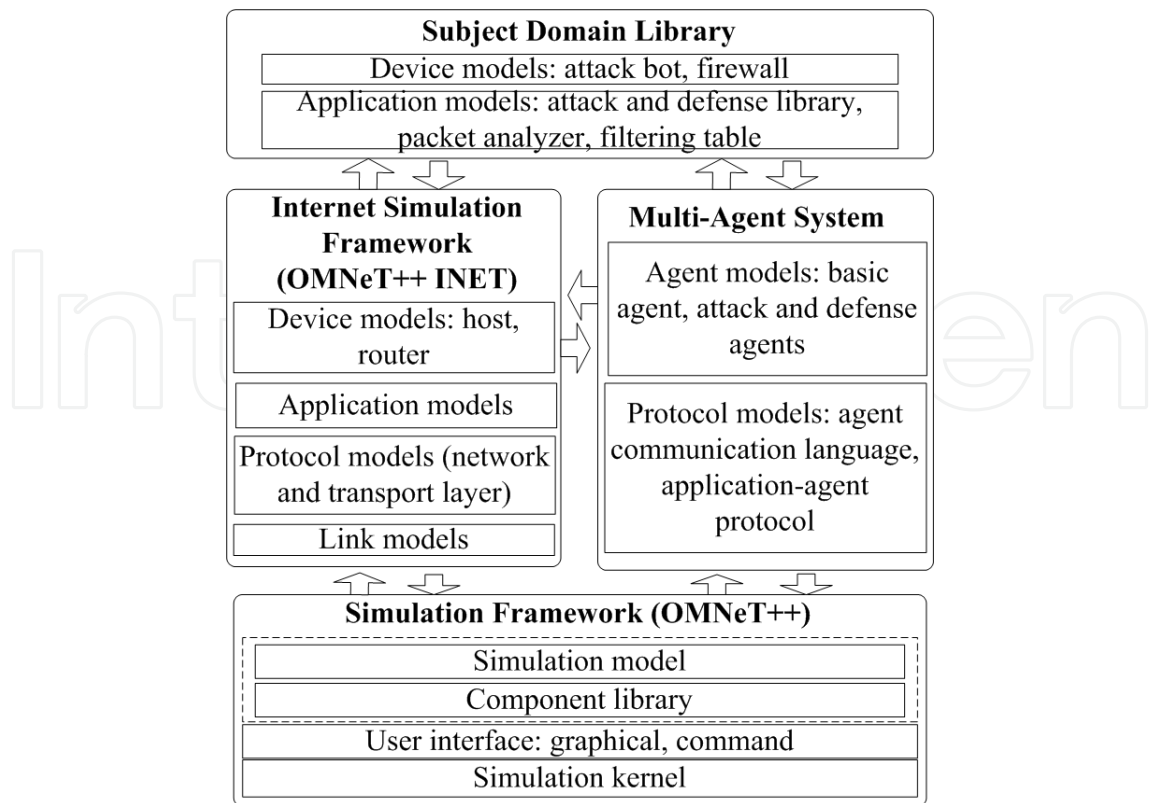 Subject Domain Library
Device models: attack bot, firewall
Application models: attack and defense library,
packet analyzer, filtering table
Internet Simulation
Framework
(OMNeT++ INET)
Device models: host,
router
Application models
Protocol models (network
and transport layer)
Link models
Multi-Agent System
Agent models: basic
agent, attack and defense
agents
Protocol models: agent
communication language,
application-agent
protocol
Simulation Framework (OMNeT++)
Simulation model
Component library
User interface: graphical, command
Simulation kernel